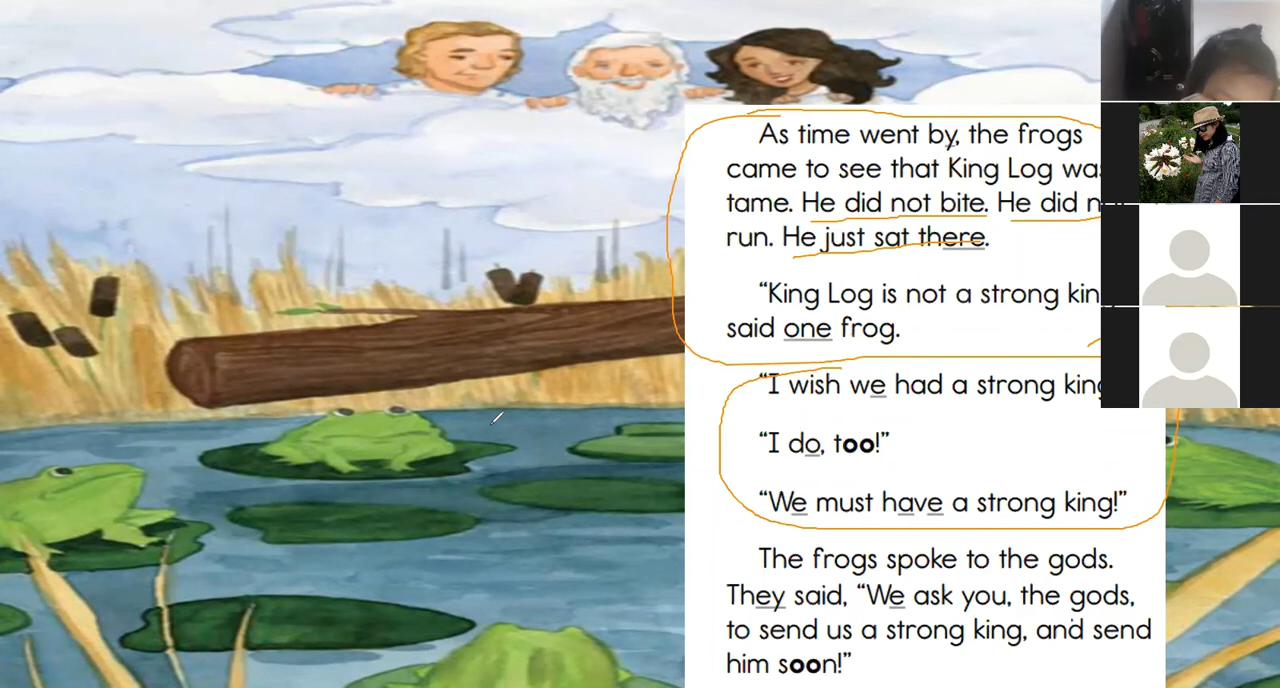 As time went by, the frogs
came to see that King Log was
tame. He did not bite. He did n
run. He just sat there.
"King Log is not a strong kin
said one frog.
"I wish we had a strong king
"I do, too!"
"We must have a strong king!"
The frogs spoke to the gods.
They said, "We ask you, the gods,
to send us a strong king, and send
him soon!"